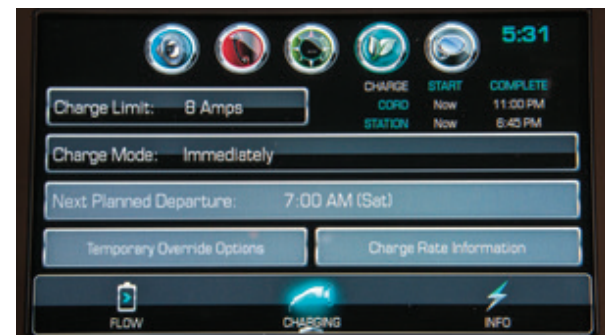 5:31
CHARGE START COMPLETE
CORD Now 11:00 PM
STATION Now 6:45 PM
Charge Limit: 8 Amps
Charge Mode: Immediately
Next Planned Departure: 7:00 AM (Sat)
Temporary Override Options Charge Rate Information
FLOW CHARGING INFO